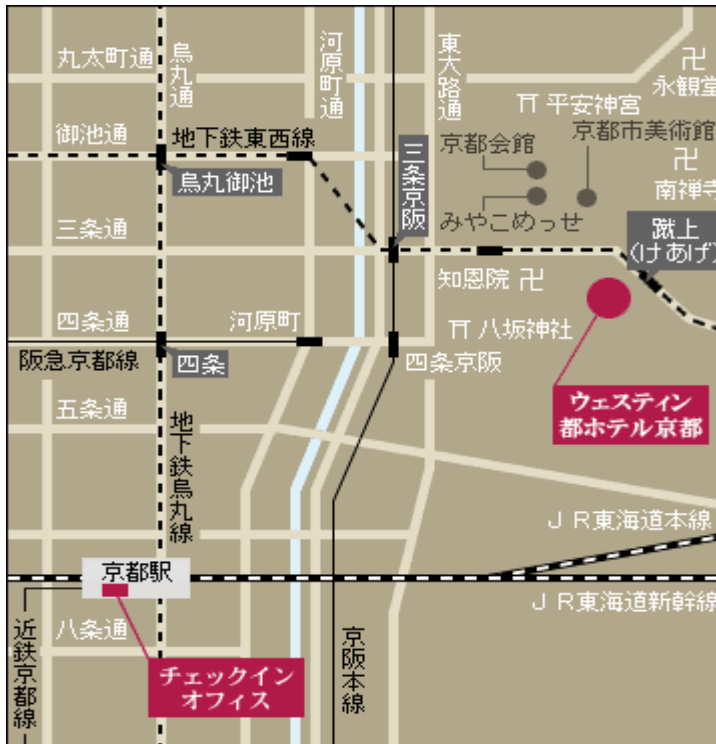 丸太町通
烏丸通
河原町通
東大路通
卍
永観堂
平安神宮
御池通
地下鉄東西線
三条京阪
京都会館
京都市美術館
卍
南禅寺
烏丸御池
みやこめっせ
蹴上
(けあげ)
三条通
知恩院 卍
四条通
河原町
八坂神社
阪急京都線
四条
四条京阪
ウェスティン
都ホテル京都
五条通
地下鉄烏丸線
JR東海道本線
京都駅
JR東海道新幹線
八条通
近鉄京都線
チェックイン
オフィス
京阪本線